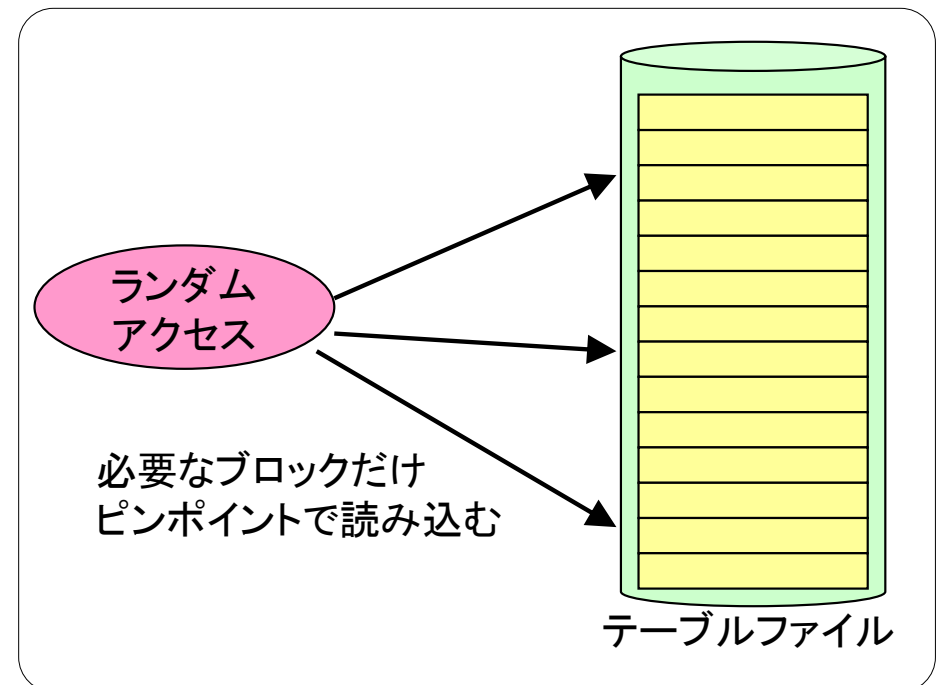 ランダム
アクセス
必要なブロックだけ
ピンポイントで読み込む
テーブルファイル